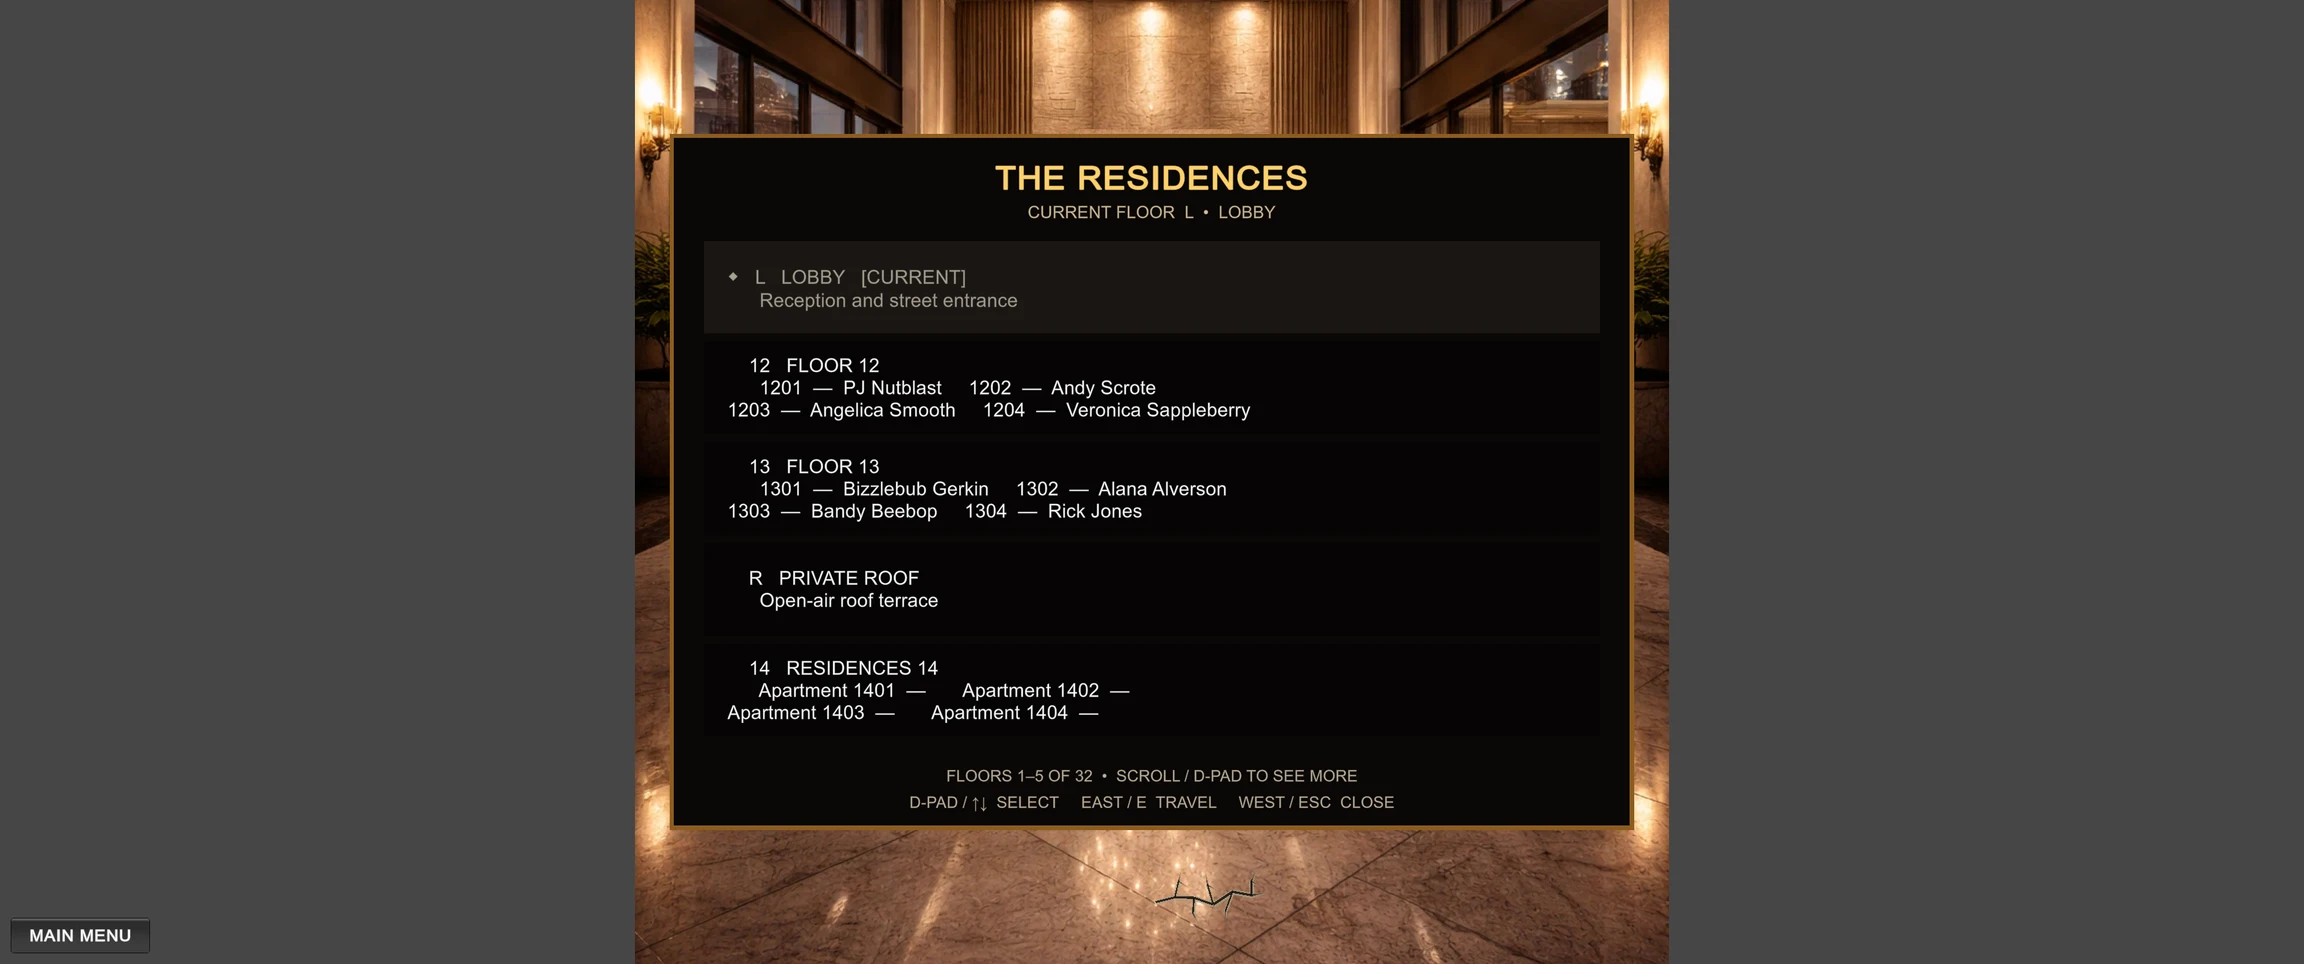 THE RESIDENCES
CURRENT FLOOR L • LOBBY
◆ L LOBBY [CURRENT]
Reception and street entrance
12 FLOOR 12
1201 — PJ Nutblast 1202 — Andy Scrote
1203 — Angelica Smooth 1204 — Veronica Sappleberry
13 FLOOR 13
1301 — Bizzlebub Gerkin 1302 — Alana Alverson
1303 — Bandy Beebop 1304 — Rick Jones
R PRIVATE ROOF
Open-air roof terrace
14 RESIDENCES 14
Apartment 1401 — Apartment 1402 —
Apartment 1403 — Apartment 1404 —
FLOORS 1–5 OF 32 • SCROLL / D-PAD TO SEE MORE
D-PAD / ↑↓ SELECT EAST / E TRAVEL WEST / ESC CLOSE
MAIN MENU